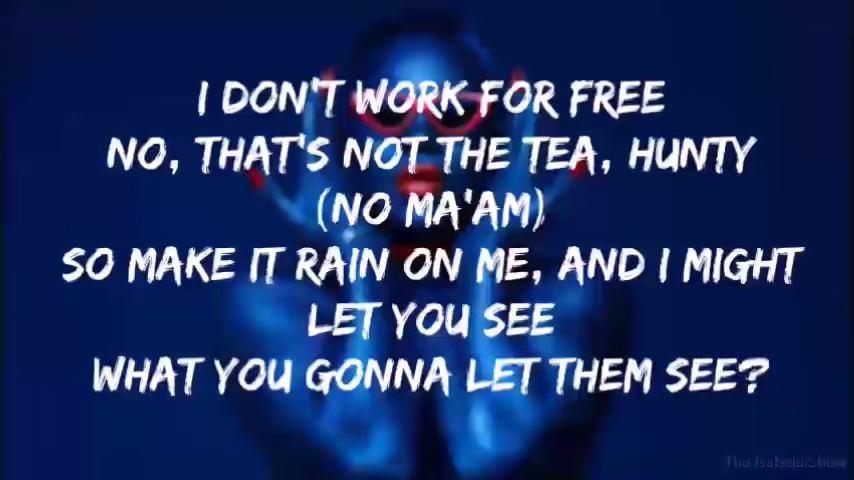 I DON'T WORK FOR FREE
NO, THAT'S NOT THE TEA, HUNTY
(NO MA'AM)
SO MAKE IT RAIN ON ME, AND I MIGHT
LET YOU SEE
WHAT YOU GONNA LET THEM SEE?
The Isabela Show